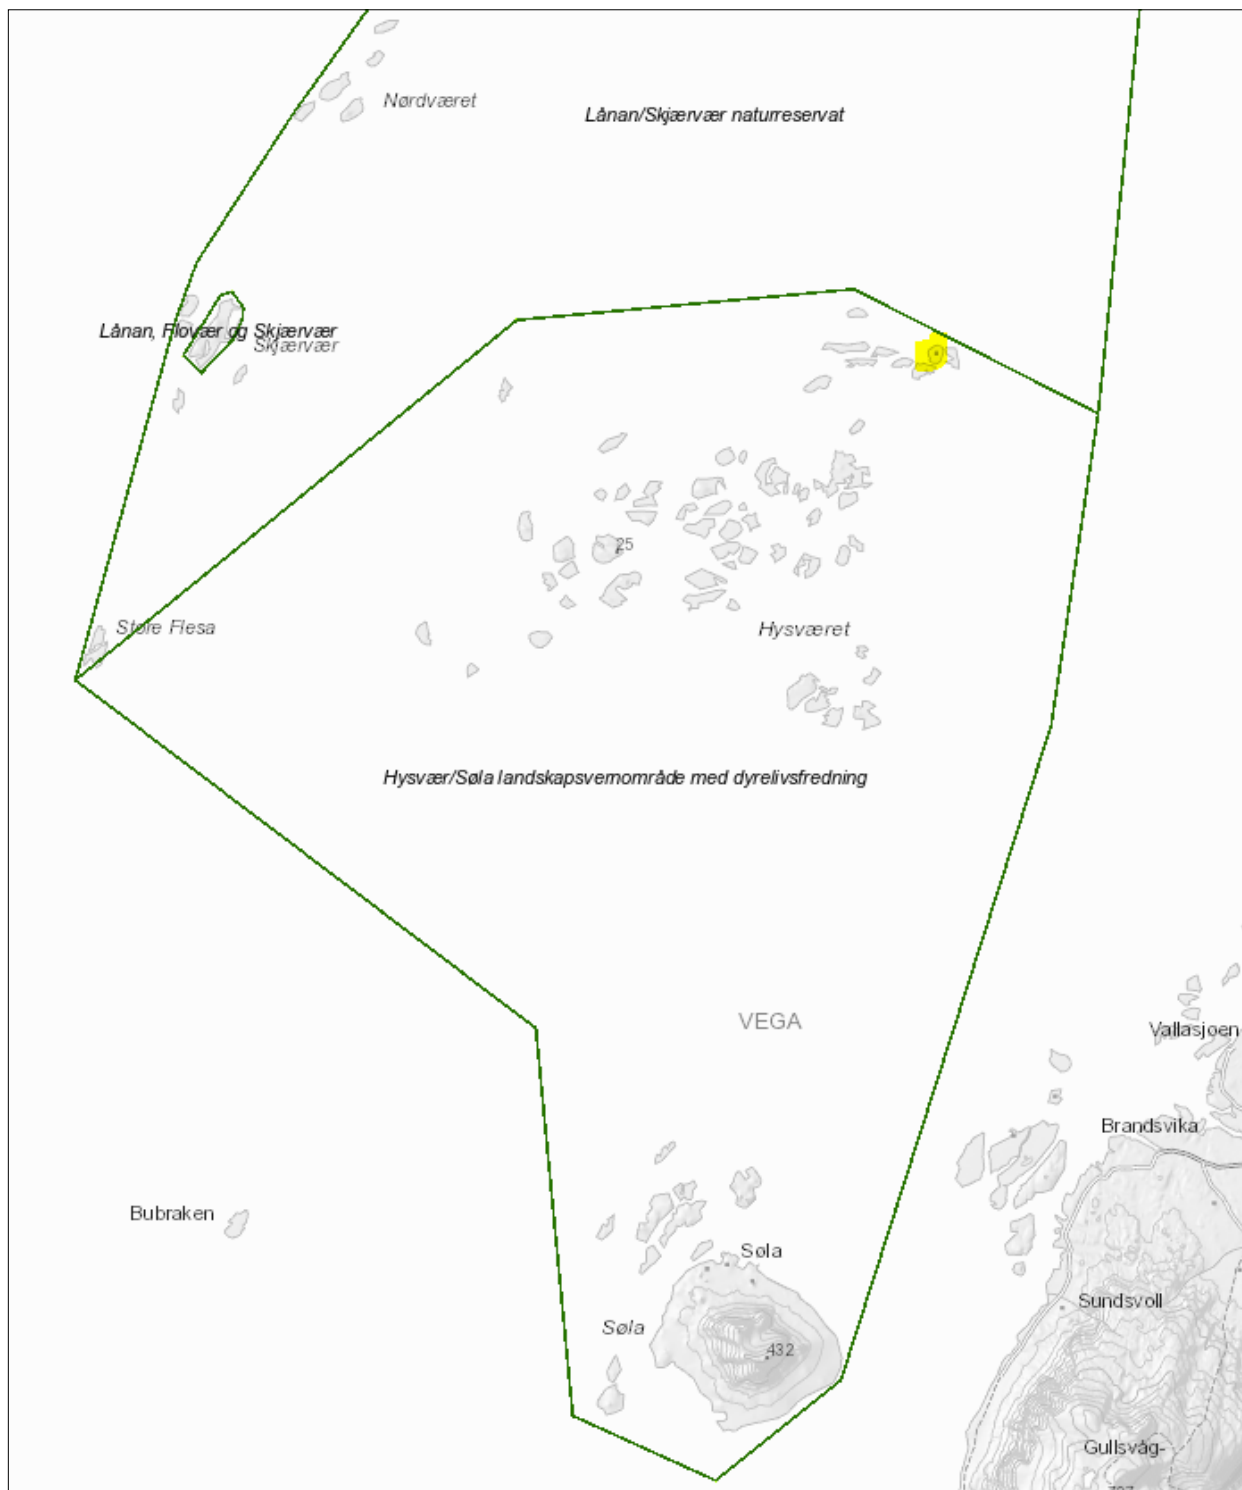 Nørdværet
Lånan/Skjærvær naturreservat
Lånan, Flovær og Skjærvær
Skjærvær
25
Store Flesa
Hysværet
Hysvær/Søla landskapsvernområde med dyrelivsfredning
VEGA
Vallasjøen
Brandsvika
Bubraken
Søla
Sundsvoll
Søla
432
Gullsvåg-